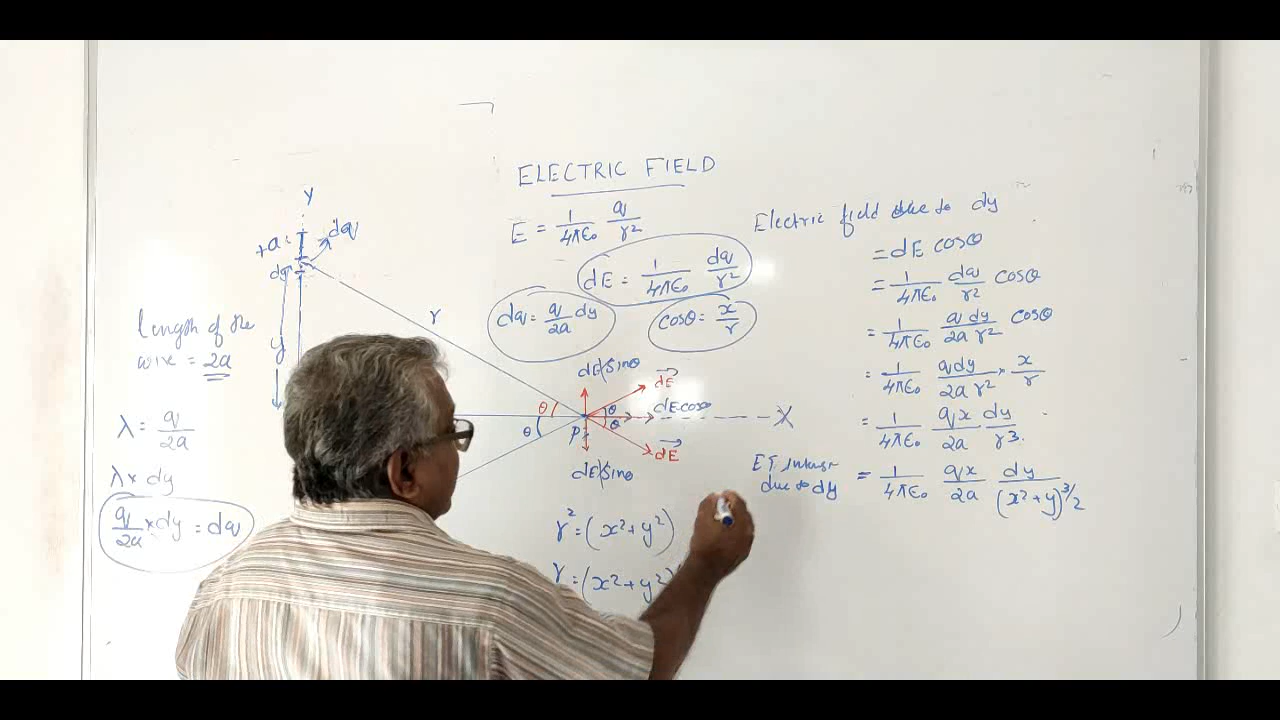 ELECTRIC FIELD
Y
+a
dq
dy
y
r
length of the
wire = 2a
λ = q/2a
λ × dy
q/2a × dy = dq
E = 1/4πϵ₀ q/r²
dE = 1/4πϵ₀ dq/r²
dq = q/2a dy
cosθ = x/r
dE sinθ
dE
θ
θ
dE cosθ
X
θ
θ
P
dE
dE sinθ
r² = (x² + y²)
r = (x² + y²)
Electric field due to dy
= dE cosθ
= 1/4πϵ₀ dq/r² cosθ
= 1/4πϵ₀ q dy/2a r² cosθ
= 1/4πϵ₀ q dy/2a r² × x/r
= 1/4πϵ₀ qx/2a dy/r³.
due to dy = 1/4πϵ₀ qx/2a dy/(x² + y)^3/2